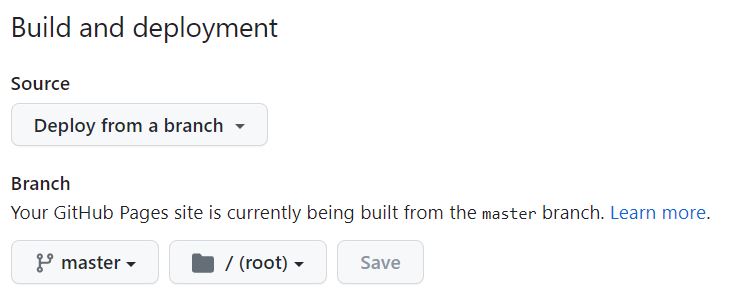 Build and deployment
Source
Deploy from a branch
Branch
Your GitHub Pages site is currently being built from the master branch. Learn more.
master / (root) Save